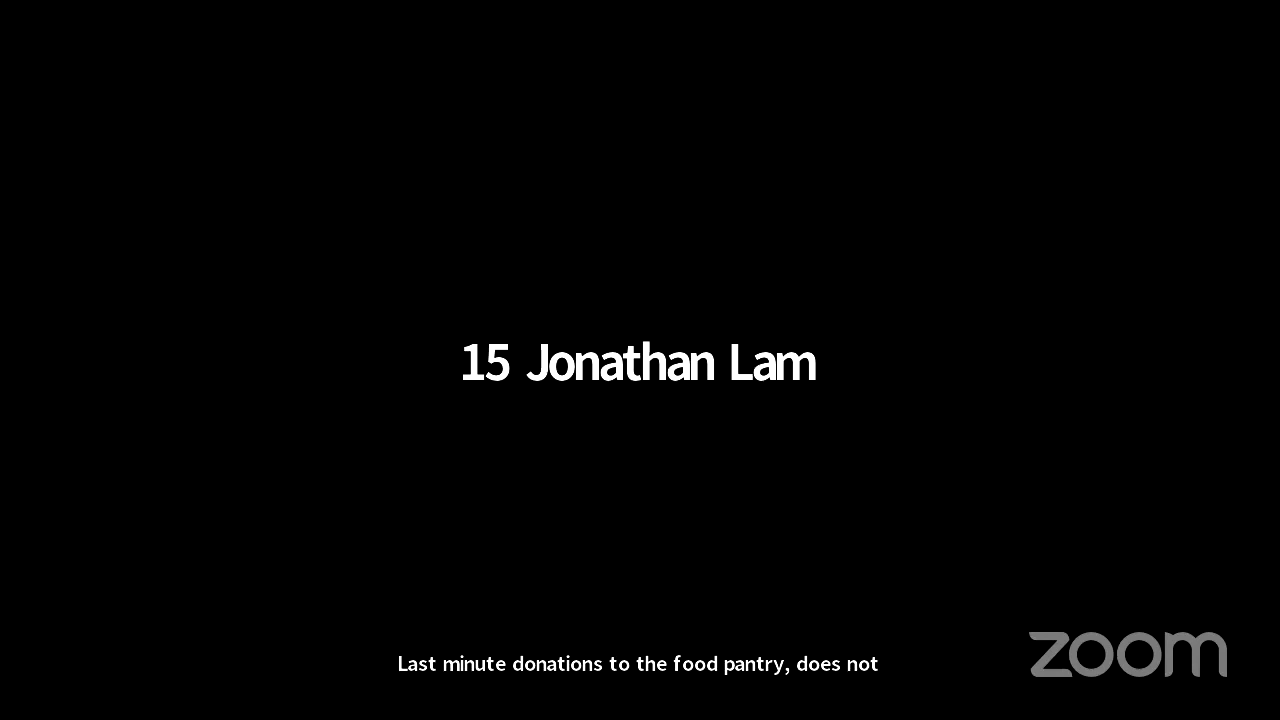 15 Jonathan Lam
Last minute donations to the food pantry, does not
zoom